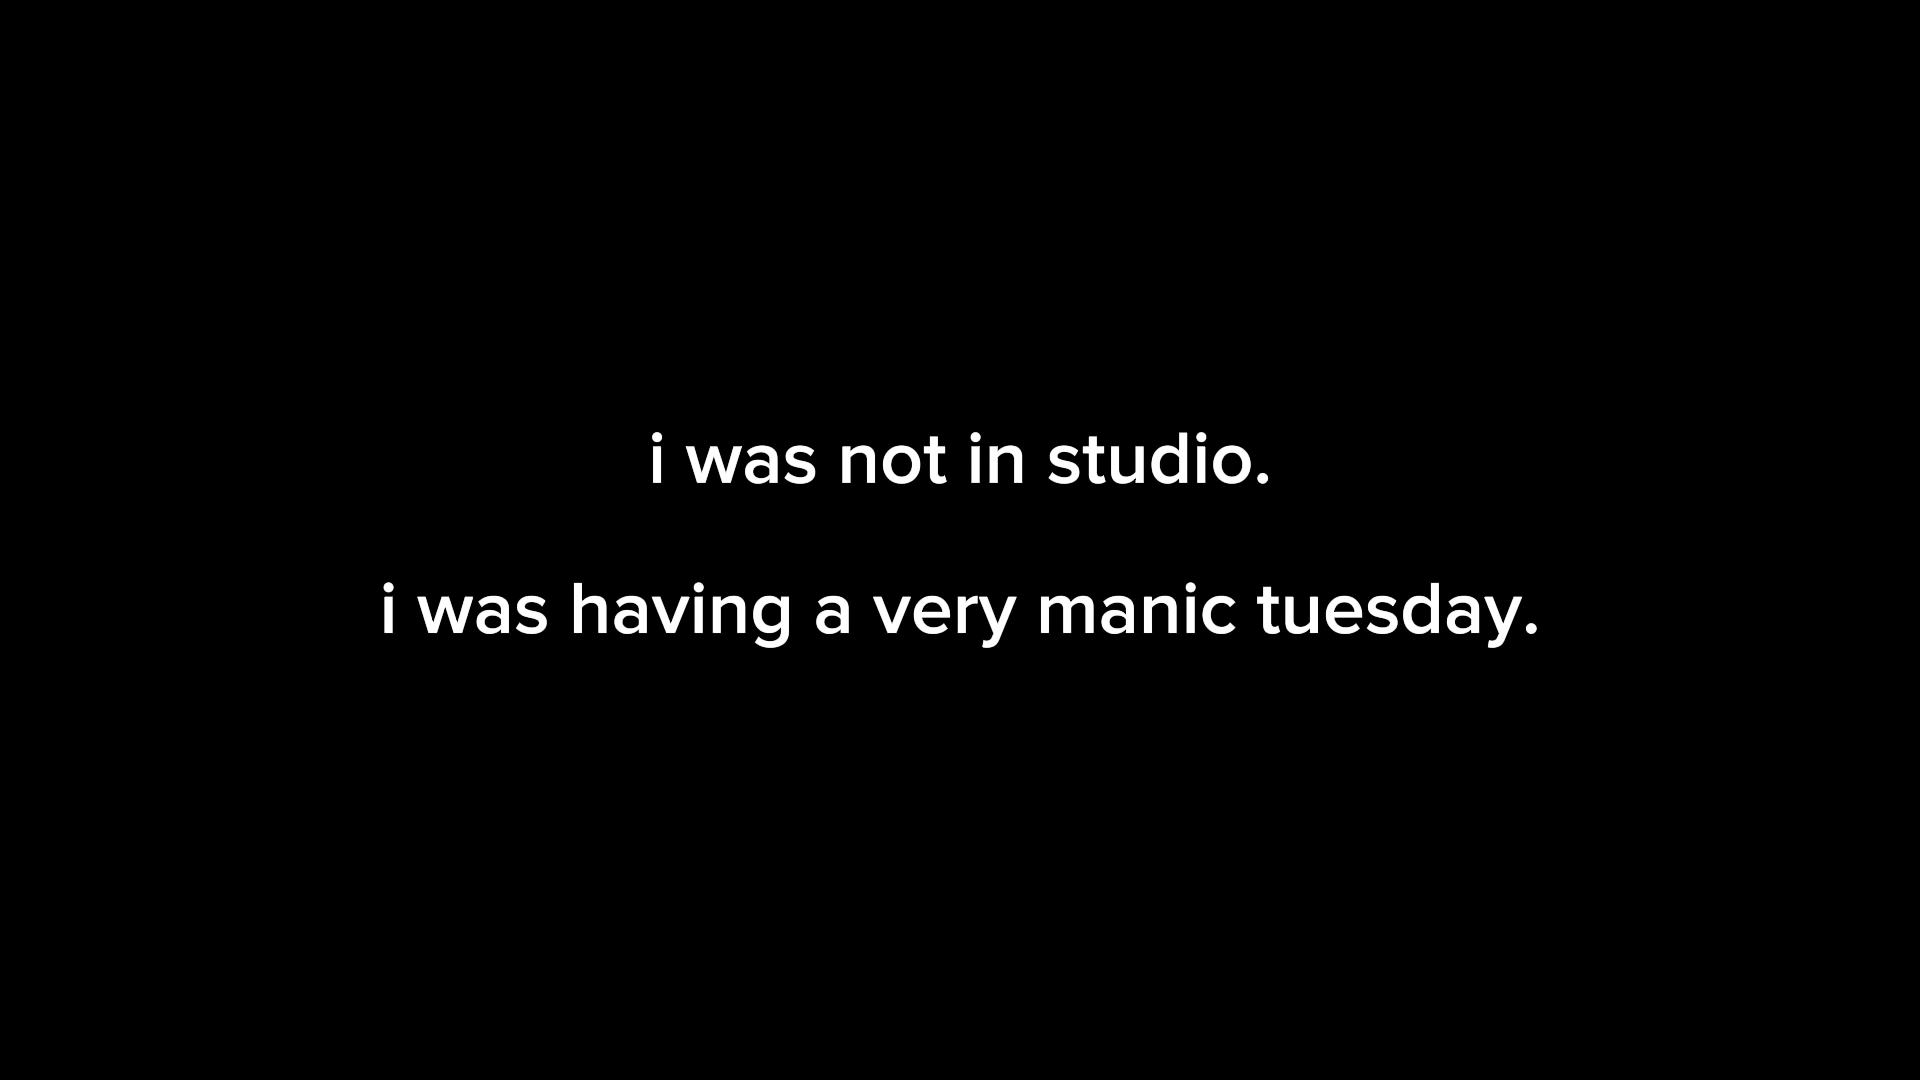 i was not in studio.
i was having a very manic tuesday.